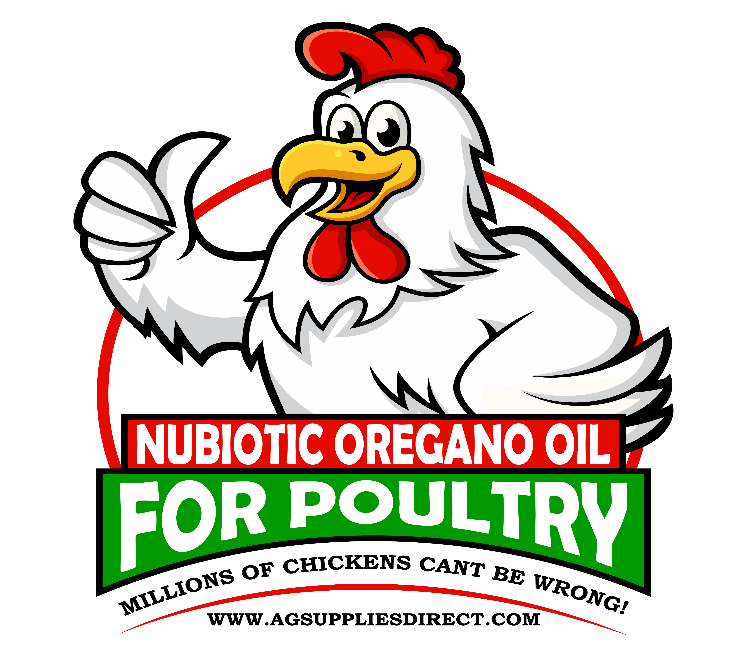 NUBIOTIC OREGANO OIL
FOR POULTRY
MILLIONS OF CHICKENS CANT BE WRONG!
WWW.AGSUPPLIESDIRECT.COM